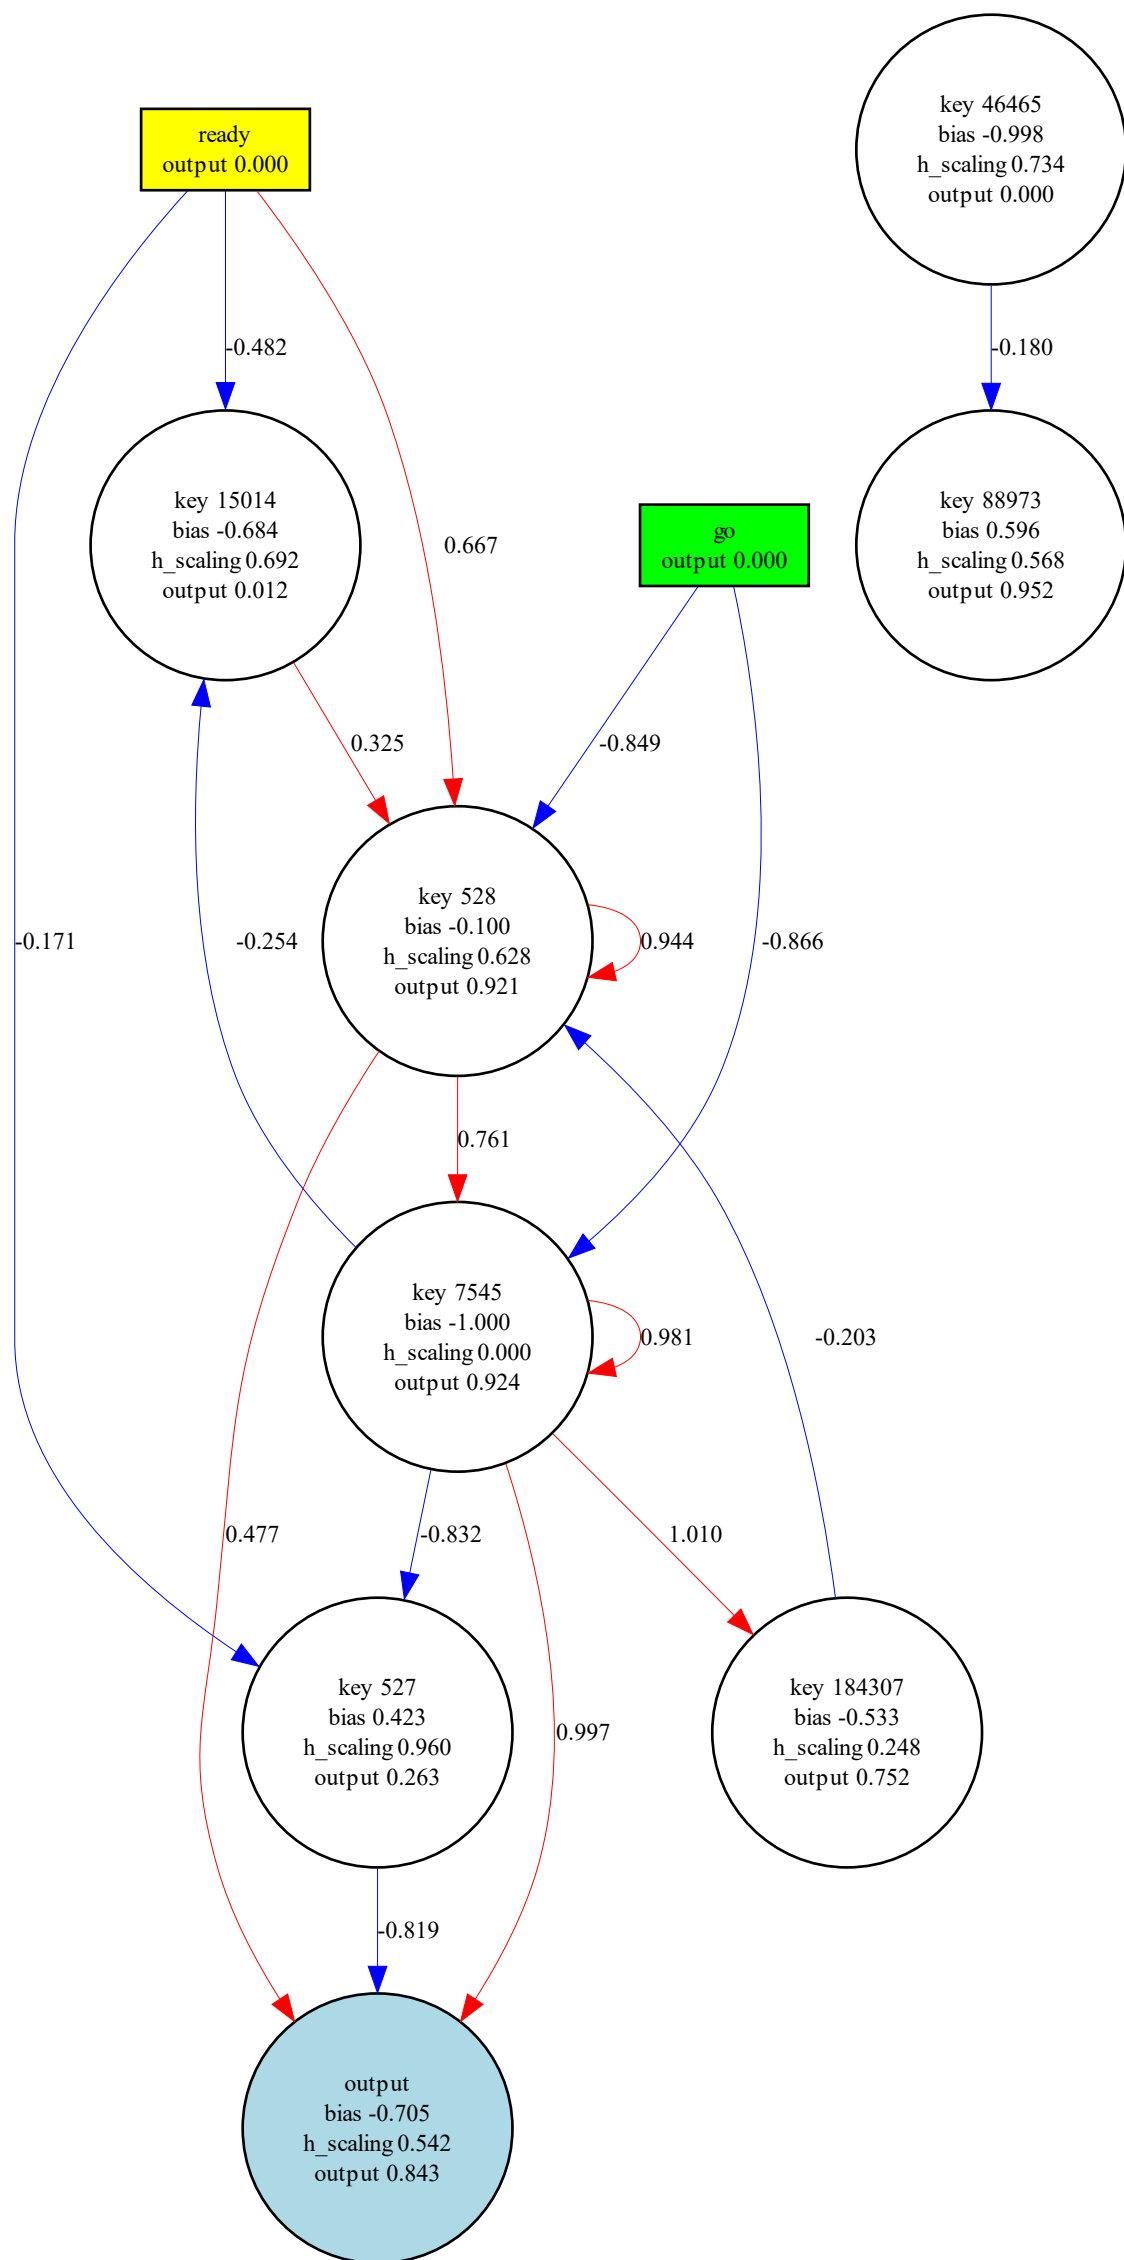 key 46465
bias -0.998
h_scaling 0.734
output 0.000
ready
output 0.000
-0.482
-0.180
key 15014
bias -0.684
h_scaling 0.692
output 0.012
0.667
go
output 0.000
key 88973
bias 0.596
h_scaling 0.568
output 0.952
0.325
-0.849
-0.171
-0.254
key 528
bias -0.100
h_scaling 0.628
output 0.921
0.944
-0.866
0.761
key 7545
bias -1.000
h_scaling 0.000
output 0.924
0.981
-0.203
0.477
-0.832
1.010
key 527
bias 0.423
h_scaling 0.960
output 0.263
0.997
key 184307
bias -0.533
h_scaling 0.248
output 0.752
-0.819
output
bias -0.705
h_scaling 0.542
output 0.843